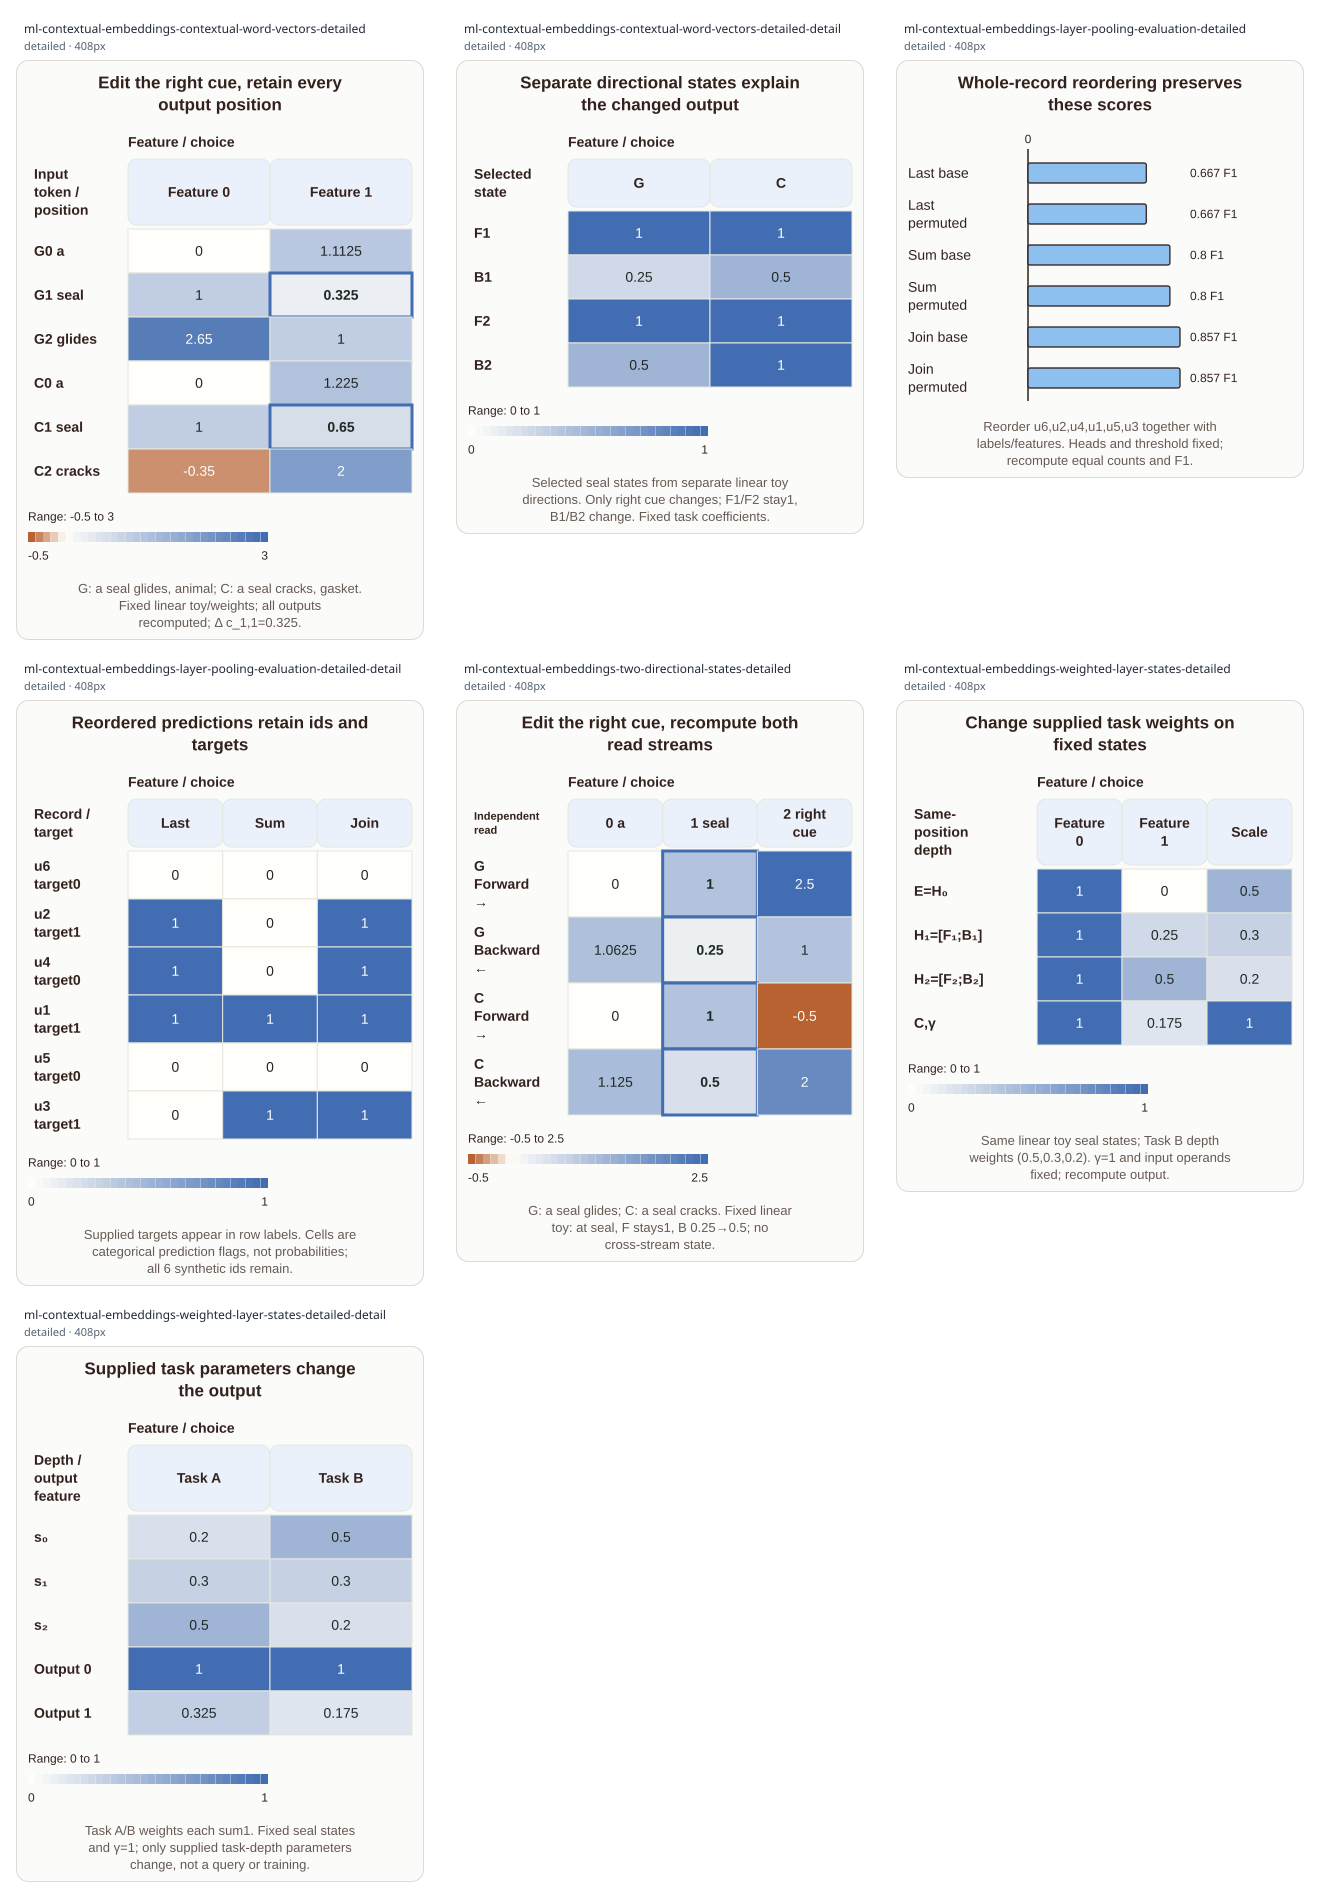 ml-contextual-embeddings-contextual-word-vectors-detailed
detailed · 408px
Edit the right cue, retain every
output position
Feature / choice
Input
token /
position
Feature 0
Feature 1
G0 a
0
1.1125
G1 seal
1
0.325
G2 glides
2.65
1
C0 a
0
1.225
C1 seal
1
0.65
C2 cracks
-0.35
2
Range: -0.5 to 3
-0.5
3
G: a seal glides, animal; C: a seal cracks, gasket.
Fixed linear toy/weights; all outputs
recomputed; Δ c_1,1=0.325.
ml-contextual-embeddings-contextual-word-vectors-detailed-detail
detailed · 408px
Separate directional states explain
the changed output
Feature / choice
Selected
state
G
C
F1
1
1
B1
0.25
0.5
F2
1
1
B2
0.5
1
Range: 0 to 1
0
1
Selected seal states from separate linear toy
directions. Only right cue changes; F1/F2 stay1,
B1/B2 change. Fixed task coefficients.
ml-contextual-embeddings-layer-pooling-evaluation-detailed
detailed · 408px
Whole-record reordering preserves
these scores
0
Last base
0.667 F1
Last
permuted
0.667 F1
Sum base
0.8 F1
Sum
permuted
0.8 F1
Join base
0.857 F1
Join
permuted
0.857 F1
Reorder u6,u2,u4,u1,u5,u3 together with
labels/features. Heads and threshold fixed;
recompute equal counts and F1.
ml-contextual-embeddings-layer-pooling-evaluation-detailed-detail
detailed · 408px
Reordered predictions retain ids and
targets
Feature / choice
Record /
target
Last
Sum
Join
u6
target0
0
0
0
u2
target1
1
0
1
u4
target0
1
0
1
u1
target1
1
1
1
u5
target0
0
0
0
u3
target1
0
1
1
Range: 0 to 1
0
1
Supplied targets appear in row labels. Cells are
categorical prediction flags, not probabilities;
all 6 synthetic ids remain.
ml-contextual-embeddings-two-directional-states-detailed
detailed · 408px
Edit the right cue, recompute both
read streams
Feature / choice
Independent
read
0 a
1 seal
2 right
cue
G
Forward
→
0
1
2.5
G
Backward
←
1.0625
0.25
1
C
Forward
→
0
1
-0.5
C
Backward
←
1.125
0.5
2
Range: -0.5 to 2.5
-0.5
2.5
G: a seal glides; C: a seal cracks. Fixed linear
toy: at seal, F stays1, B 0.25→0.5; no
cross-stream state.
ml-contextual-embeddings-weighted-layer-states-detailed
detailed · 408px
Change supplied task weights on
fixed states
Feature / choice
Same-
position
depth
Feature
0
Feature
1
Scale
E=H₀
1
0
0.5
H₁=[F₁;B₁]
1
0.25
0.3
H₂=[F₂;B₂]
1
0.5
0.2
C,γ
1
0.175
1
Range: 0 to 1
0
1
Same linear toy seal states; Task B depth
weights (0.5,0.3,0.2). γ=1 and input operands
fixed; recompute output.
ml-contextual-embeddings-weighted-layer-states-detailed-detail
detailed · 408px
Supplied task parameters change
the output
Feature / choice
Depth /
output
feature
Task A
Task B
s₀
0.2
0.5
s₁
0.3
0.3
s₂
0.5
0.2
Output 0
1
1
Output 1
0.325
0.175
Range: 0 to 1
0
1
Task A/B weights each sum1. Fixed seal states
and γ=1; only supplied task-depth parameters
change, not a query or training.